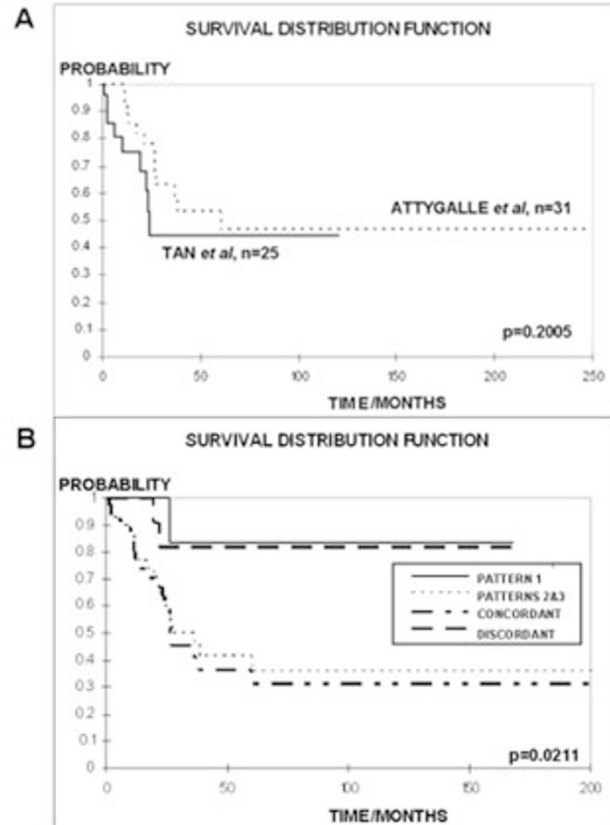 A
SURVIVAL DISTRIBUTION FUNCTION
PROBABILITY
1
0.9
0.8
0.7
0.6
0.5
0.4
0.3
0.2
0.1
0
ATTYGALLE et al, n=31
TAN et al, n=25
p=0.2005
0 50 100 150 200 250
TIME/MONTHS
B
SURVIVAL DISTRIBUTION FUNCTION
PROBABILITY
1
0.9
0.8
0.7
0.6
0.5
0.4
0.3
0.2
0.1
0
PATTERN 1
PATTERNS 2&3
CONCORDANT
DISCORDANT
p=0.0211
0 50 100 150 200
TIME/MONTHS